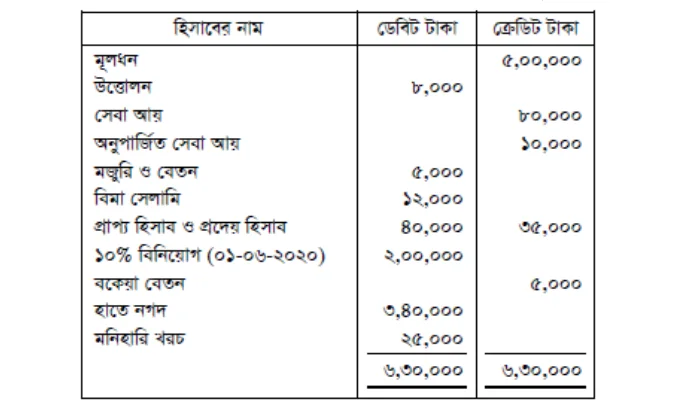 হিসাবের নাম ডেবিট টাকা ক্রেডিট টাকা
মূলধন ৫,০০,০০০
উত্তোলন ৮,০০০
সেবা আয় ৮০,০০০
অনুপার্জিত সেবা আয় ১০,০০০
মজুরি ও বেতন ৫,০০০
বিমা সেলামি ১২,০০০
প্রাপ্য হিসাব ও প্রদেয় হিসাব ৪০,০০০ ৩৫,০০০
১০% বিনিয়োগ (০১-০৬-২০২০) ২,০০,০০০
বকেয়া বেতন ৫,০০০
হাতে নগদ ৩,৪০,০০০
মনিহারি খরচ ২৫,০০০
৬,৩০,০০০ ৬,৩০,০০০